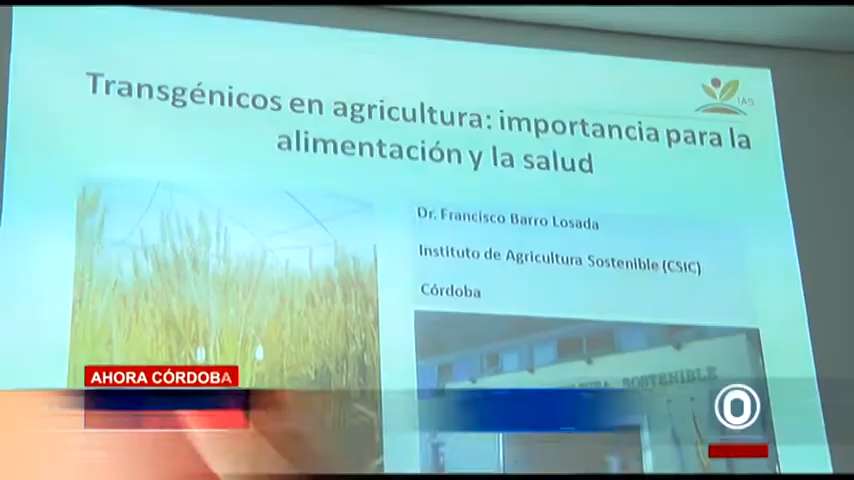 Transgénicos en agricultura: importancia para la
alimentación y la salud
IAS
Dr. Francisco Barro Losada
Instituto de Agricultura Sostenible (CSIC)
Córdoba
SOSTENIBLE
AHORA CÓRDOBA